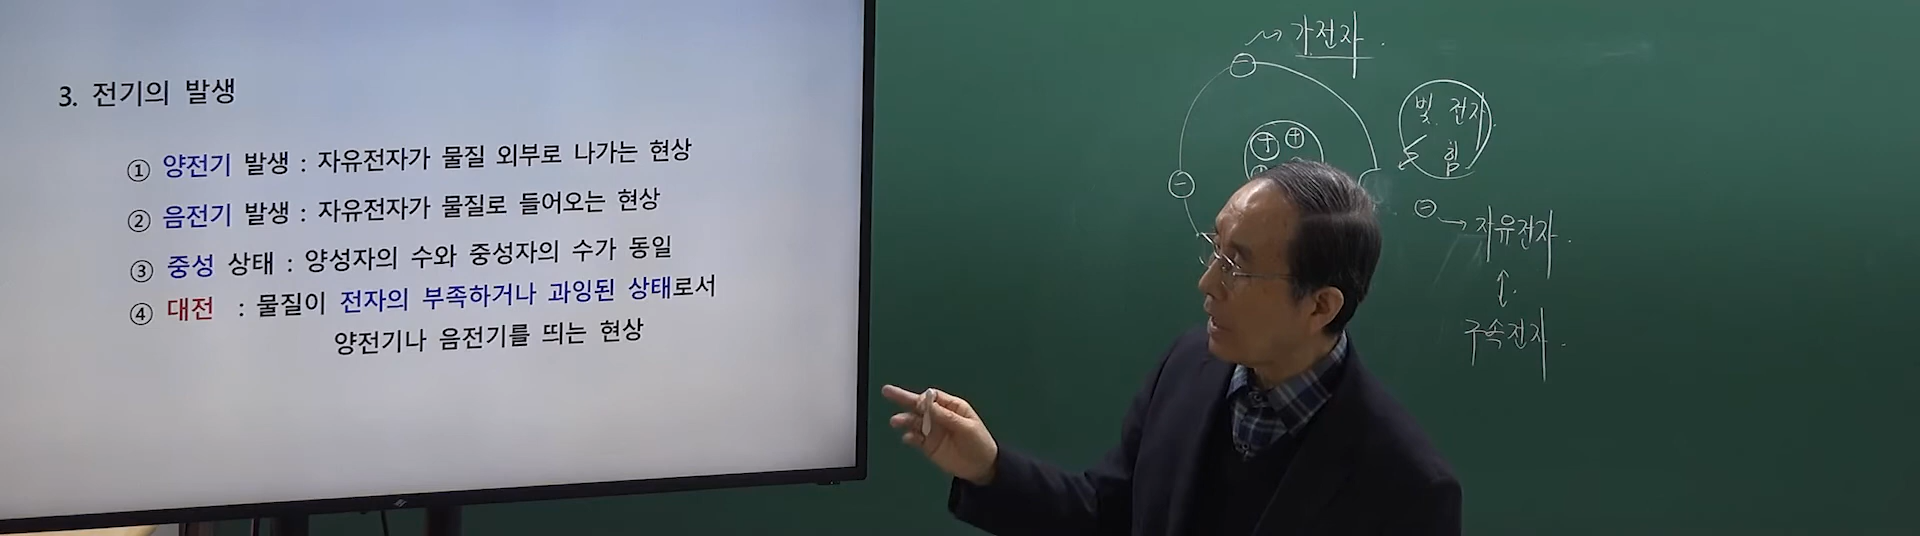 3. 전기의 발생
① 양전기 발생 : 자유전자가 물질 외부로 나가는 현상
② 음전기 발생 : 자유전자가 물질로 들어오는 현상
③ 중성 상태 : 양성자의 수와 중성자의 수가 동일
④ 대전 : 물질이 전자의 부족하거나 과잉된 상태로서
양전기나 음전기를 띄는 현상
가전자.
⊖
⊕ ⊕
⊖
빛. 전자.
힘
⊖ → 자유전자.
↕
구속전자.